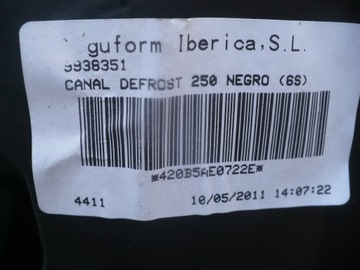 guform Iberica,S.L.
9938351
CANAL DEFROST 250 NEGRO (6S)
*420B5AE0722E*
4411 10/05/2011 14:07:22